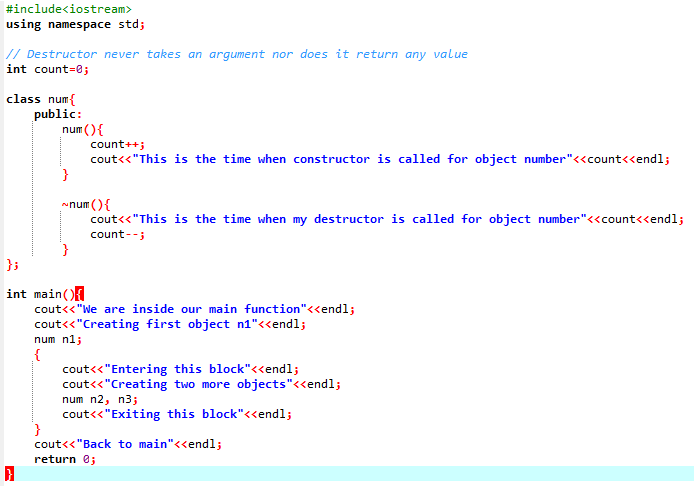 #include<iostream>
using namespace std;

// Destructor never takes an argument nor does it return any value
int count=0;

class num{
    public:
        num(){
            count++;
            cout<<"This is the time when constructor is called for object number"<<count<<endl;
        }

        ~num(){
            cout<<"This is the time when my destructor is called for object number"<<count<<endl;
            count--;
        }
};

int main(){
    cout<<"We are inside our main function"<<endl;
    cout<<"Creating first object n1"<<endl;
    num n1;
    {
        cout<<"Entering this block"<<endl;
        cout<<"Creating two more objects"<<endl;
        num n2, n3;
        cout<<"Exiting this block"<<endl;
    }
    cout<<"Back to main"<<endl;
    return 0;
}